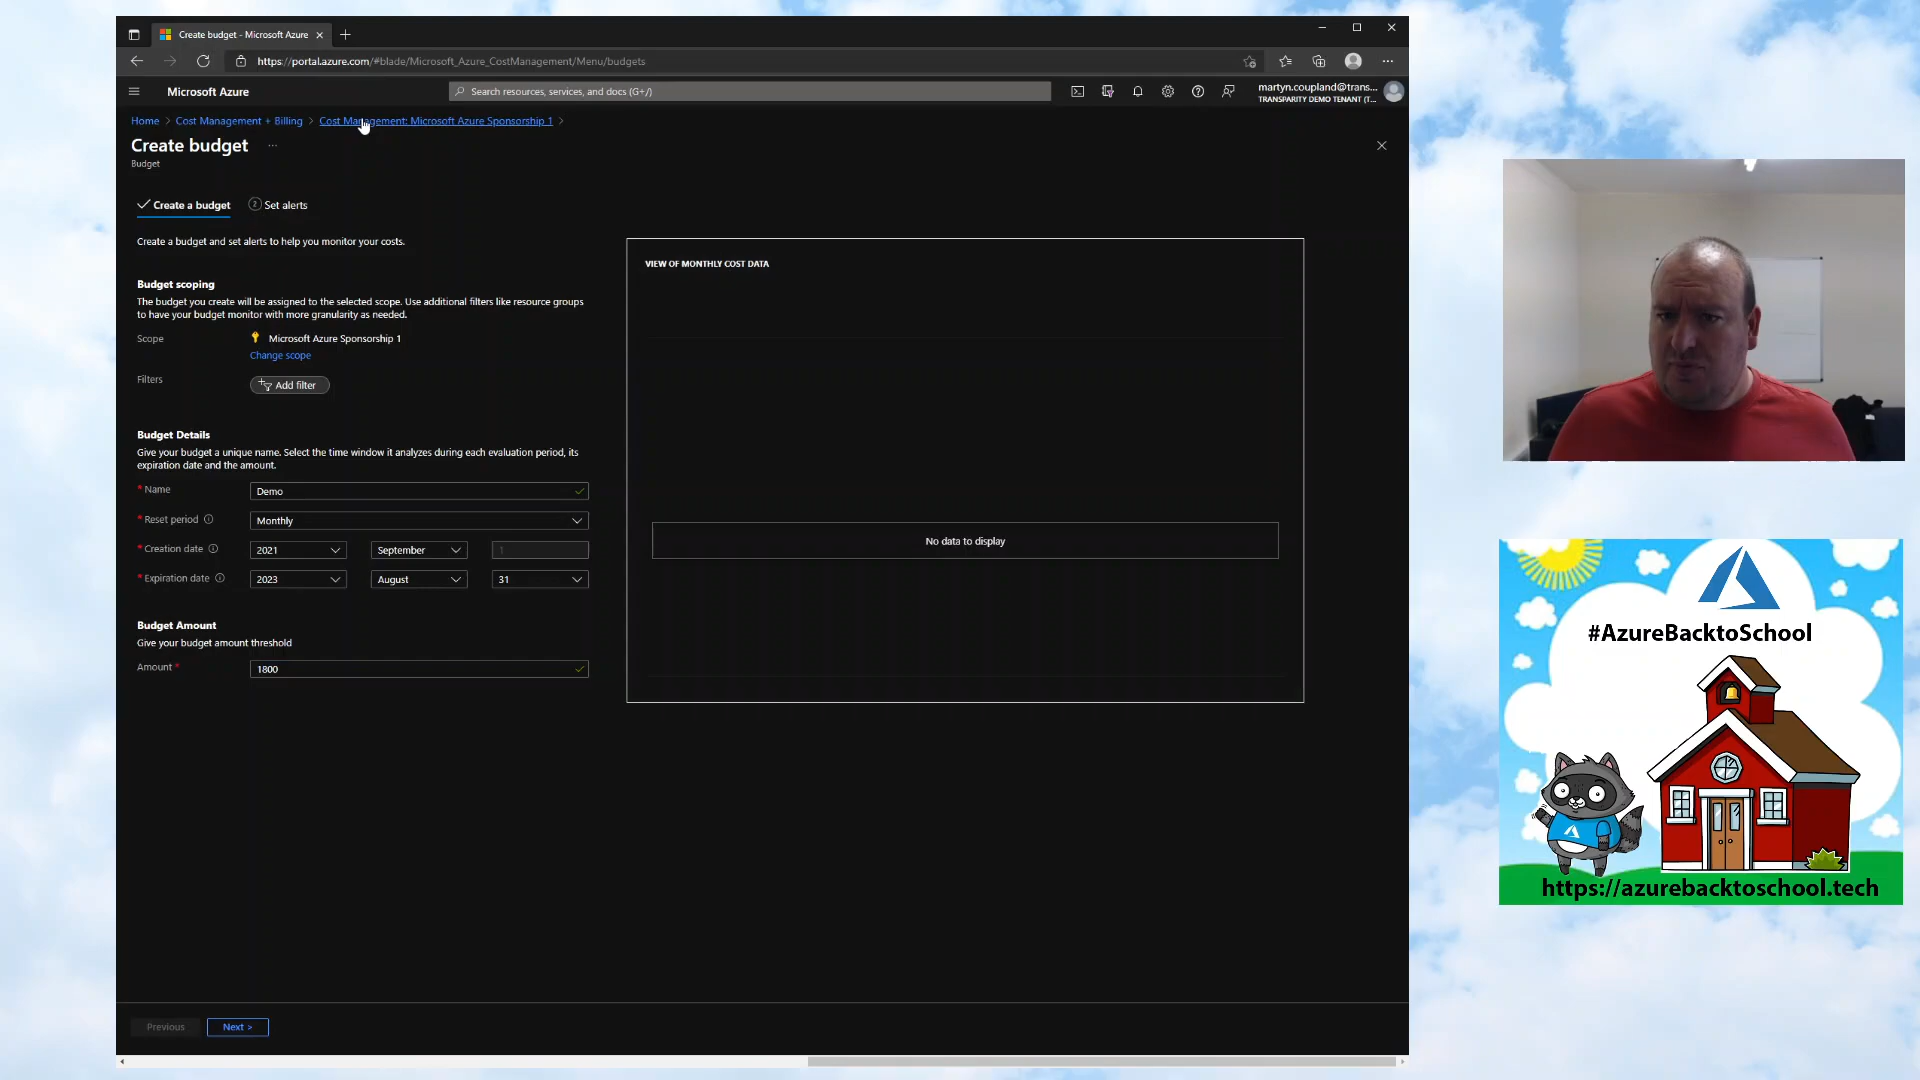 Create budget - Microsoft Azure
https://portal.azure.com/#blade/Microsoft_Azure_CostManagement/Menu/budgets
Microsoft Azure
Search resources, services, and docs (G+/)
martyn.coupland@trans...
TRANSPARITY DEMO TENANT (T...
Home > Cost Management + Billing > Cost Management: Microsoft Azure Sponsorship 1 >
Create budget ...
Budget
Create a budget
2 Set alerts
Create a budget and set alerts to help you monitor your costs.
Budget scoping
The budget you create will be assigned to the selected scope. Use additional filters like resource groups
to have your budget monitor with more granularity as needed.
Scope
Microsoft Azure Sponsorship 1
Change scope
Filters
Add filter
Budget Details
Give your budget a unique name. Select the time window it analyzes during each evaluation period, its
expiration date and the amount.
* Name
Demo
* Reset period
Monthly
* Creation date
2021
September
1
* Expiration date
2023
August
31
Budget Amount
Give your budget amount threshold
Amount *
1800
VIEW OF MONTHLY COST DATA
No data to display
Previous
Next >
#AzureBacktoSchool
https://azurebacktoschool.tech